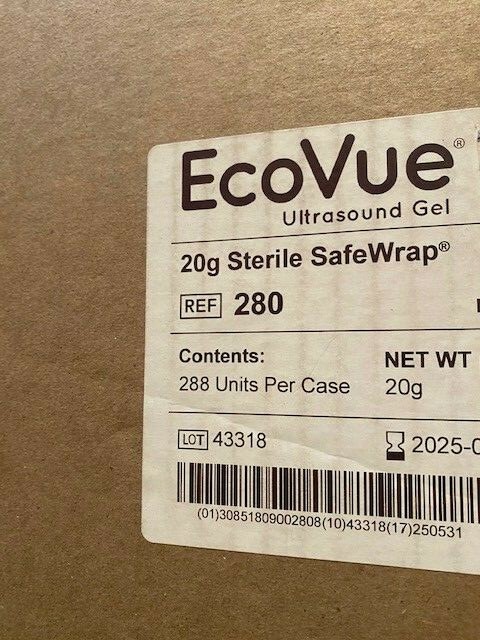 EcoVue®
Ultrasound Gel
20g Sterile SafeWrap®
REF 280
Contents: NET WT
288 Units Per Case 20g
LOT 43318 2025-0
(01)30851809002808(10)43318(17)250531